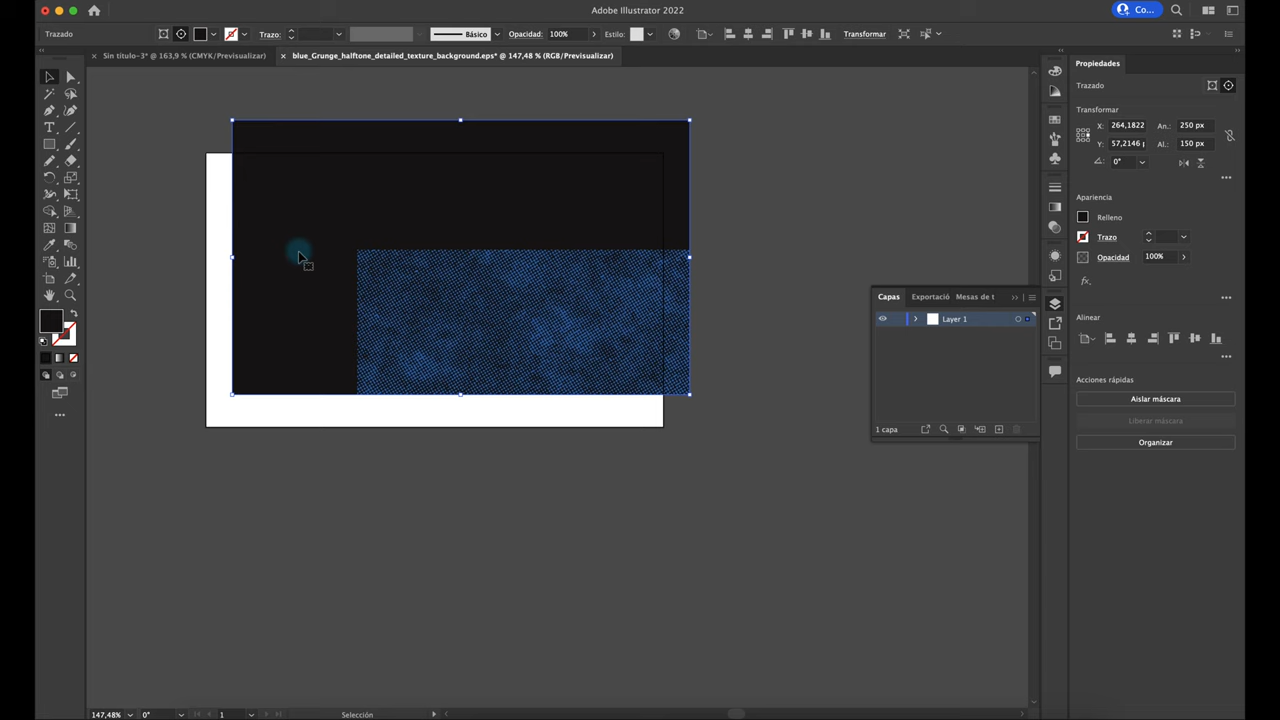 Adobe Illustrator 2022
Co...
Trazado
Trazo:
Básico
Opacidad:
100%
Estilo:
Transformar
Sin título-3* @ 163,9 % (CMYK/Previsualizar)
blue_Grunge_halftone_detailed_texture_background.eps* @ 147,48 % (RGB/Previsualizar)
Propiedades
Trazado
Transformar
X:
264,1822
An.:
250 px
Y:
57,2146 p
Al.:
150 px
0°
Apariencia
Relleno
Trazo
Opacidad
100%
fx.
Alinear
Acciones rápidas
Aislar máscara
Liberar máscara
Organizar
Capas
Exportació
Mesas de t
Layer 1
1 capa
147,48%
0°
1
Selección